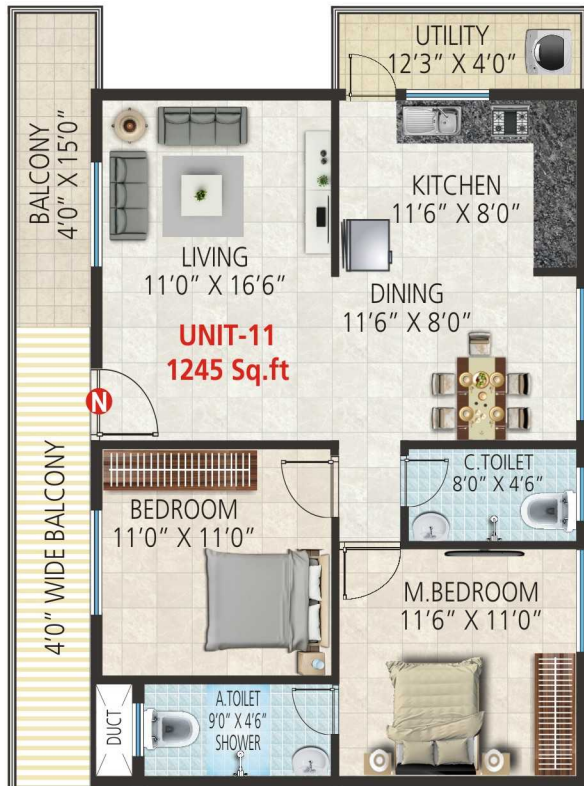 UTILITY
12'3" X 4'0"
BALCONY
4'0" X 15'0"
KITCHEN
11'6" X 8'0"
LIVING
11'0" X 16'6"
DINING
11'6" X 8'0"
UNIT-11
1245 Sq.ft
N
4'0" WIDE BALCONY
C.TOILET
8'0" X 4'6"
BEDROOM
11'0" X 11'0"
M.BEDROOM
11'6" X 11'0"
DUCT
A.TOILET
9'0" X 4'6"
SHOWER